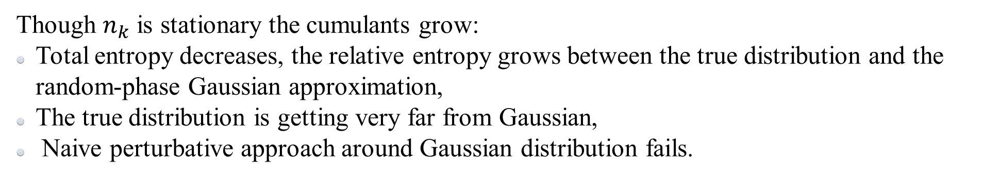 Though n_k is stationary the cumulants grow:
• Total entropy decreases, the relative entropy grows between the true distribution and the
random-phase Gaussian approximation,
• The true distribution is getting very far from Gaussian,
• Naive perturbative approach around Gaussian distribution fails.